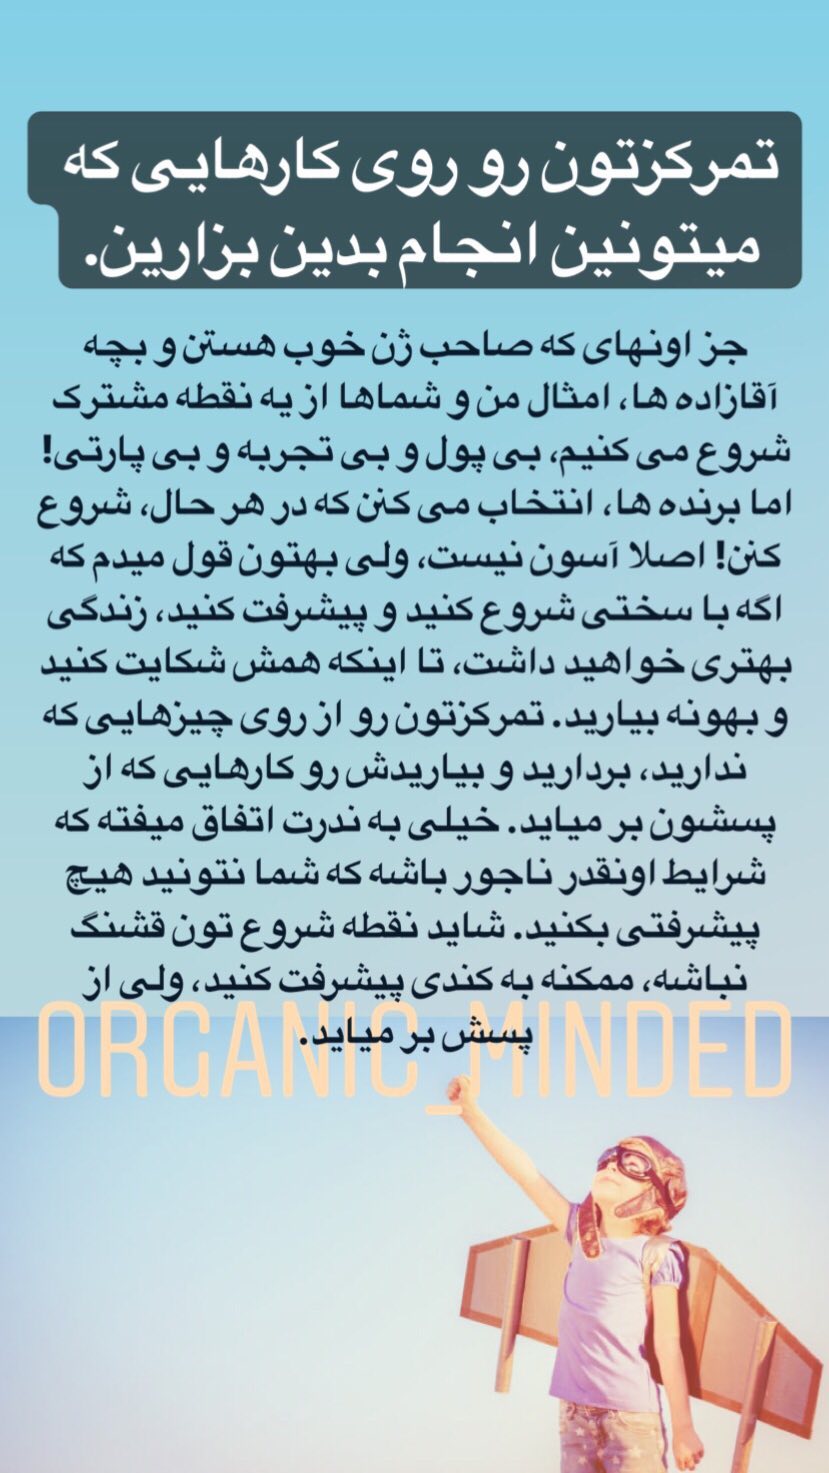 تمرکزتون رو روی کارهایی که
میتونین انجام بدین بزارین.
جز اونهای که صاحب ژن خوب هستن و بچه
آقازاده ها، امثال من و شماها از یه نقطه مشترک
شروع می کنیم، بی پول و بی تجربه و بی پارتی!
اما برنده ها، انتخاب می کنن که در هر حال، شروع
کنن! اصلا آسون نیست، ولی بهتون قول میدم که
اگه با سختی شروع کنید و پیشرفت کنید، زندگی
بهتری خواهید داشت، تا اینکه همش شکایت کنید
و بهونه بیارید. تمرکزتون رو از روی چیزهایی که
ندارید، بردارید و بیاریدش رو کارهایی که از
پسشون بر میاید. خیلی به ندرت اتفاق میفته که
شرایط اونقدر ناجور باشه که شما نتونید هیچ
پیشرفتی بکنید. شاید نقطه شروع تون قشنگ
نباشه، ممکنه به کندی پیشرفت کنید، ولی از
پسش بر میاید.
ORGANIC_MINDED